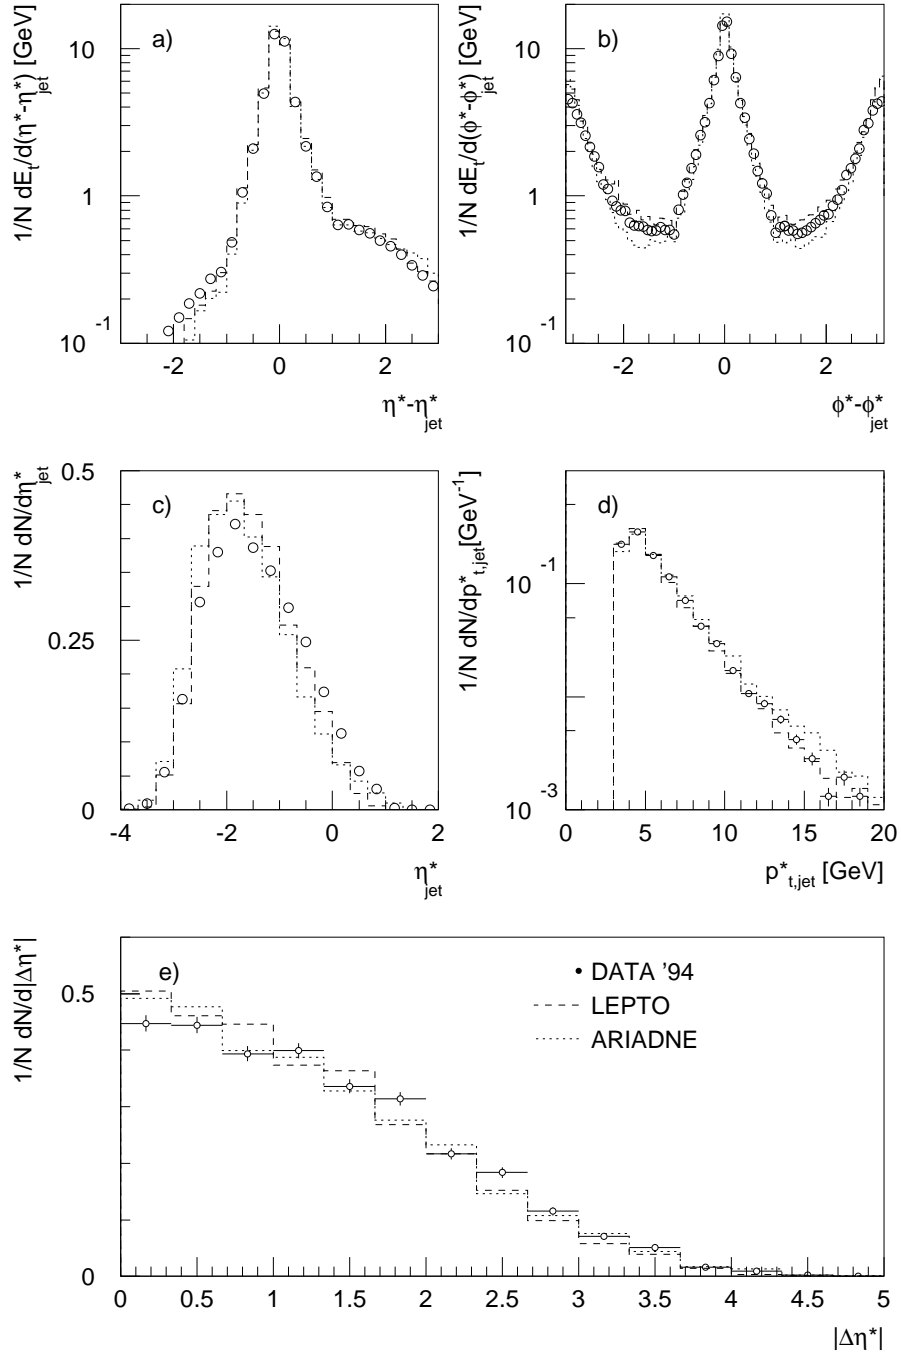 1/N dE_t/d(η*-η*_jet) [GeV]
a)
10
1
10^-1
-2 0 2
η*-η*_jet
1/N dE_t/d(ϕ*-ϕ*_jet) [GeV]
b)
10
1
10^-1
-2 0 2
ϕ*-ϕ*_jet
1/N dN/dη*_jet
c)
0.5
0.25
0
-4 -2 0 2
η*_jet
1/N dN/dp*_t,jet[GeV^-1]
d)
10^-1
10^-3
0 5 10 15 20
p*_t,jet [GeV]
1/N dN/d|Δη*|
e)
DATA '94
LEPTO
ARIADNE
0.5
0
0 0.5 1 1.5 2 2.5 3 3.5 4 4.5 5
|Δη*|